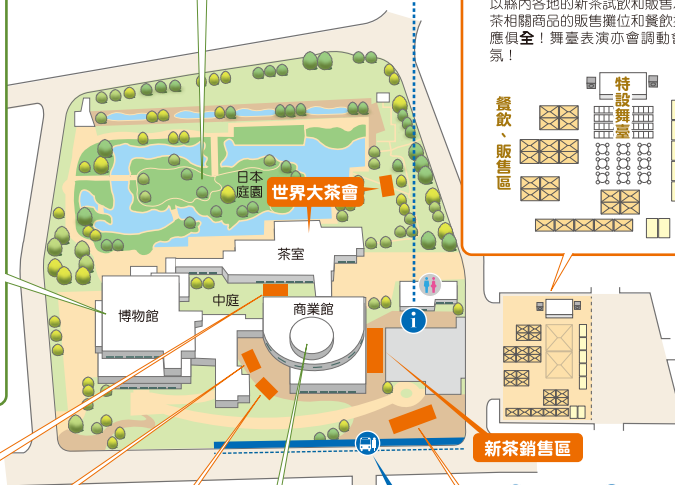 以縣內各地的新茶試飲和販售
茶相關商品的販售攤位和餐飲
應俱全！舞臺表演亦會調動會
氛！
特設舞臺
餐飲、販售區
日本
庭園
世界大茶會
茶室
中庭
博物館
商業館
i
新茶銷售區